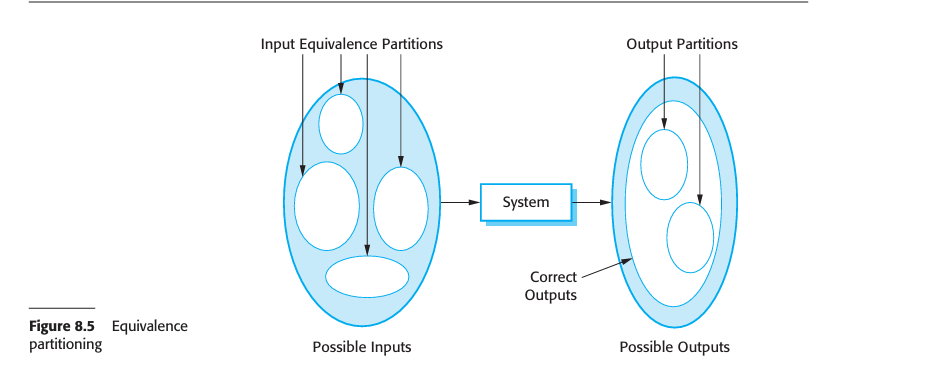 Input Equivalence Partitions
Output Partitions
System
Correct
Outputs
Figure 8.5 Equivalence
partitioning
Possible Inputs
Possible Outputs